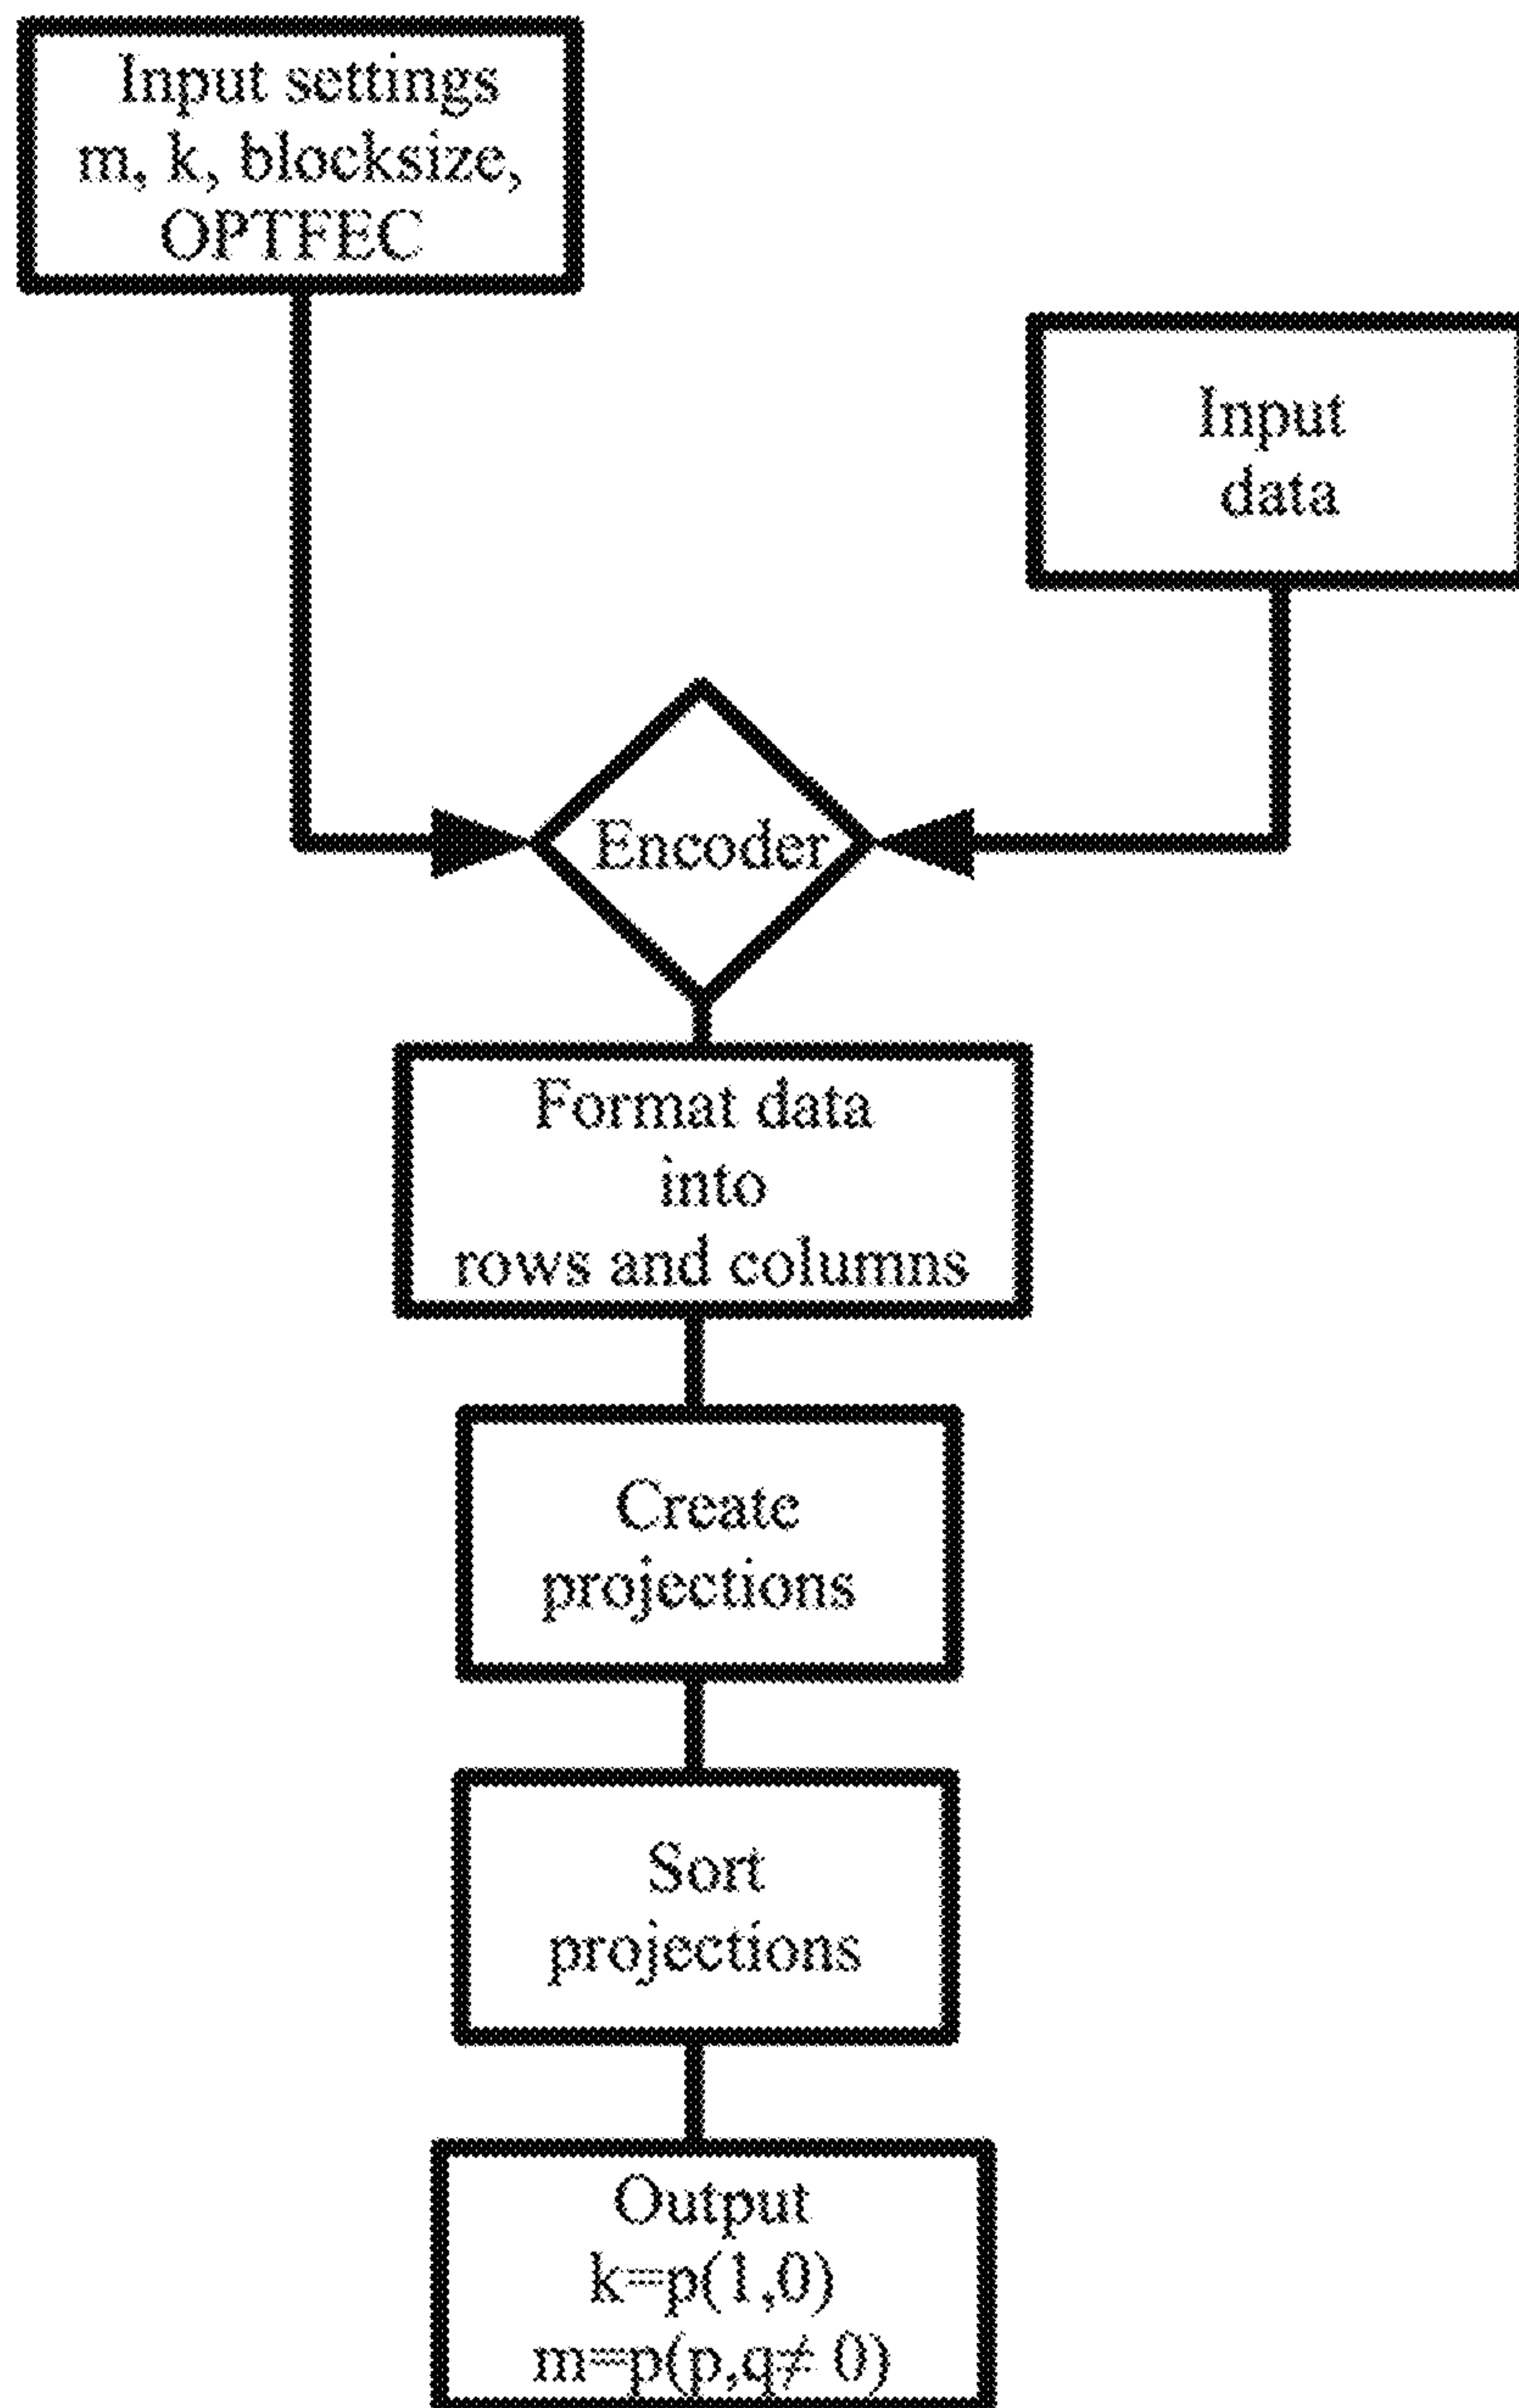 Input settings
m, k, blocksize,
OPTFEC
Input
data
Encoder
Format data
into
rows and columns
Create
projections
Sort
projections
Output
k=p(1,0)
m=p(p,q≠ 0)